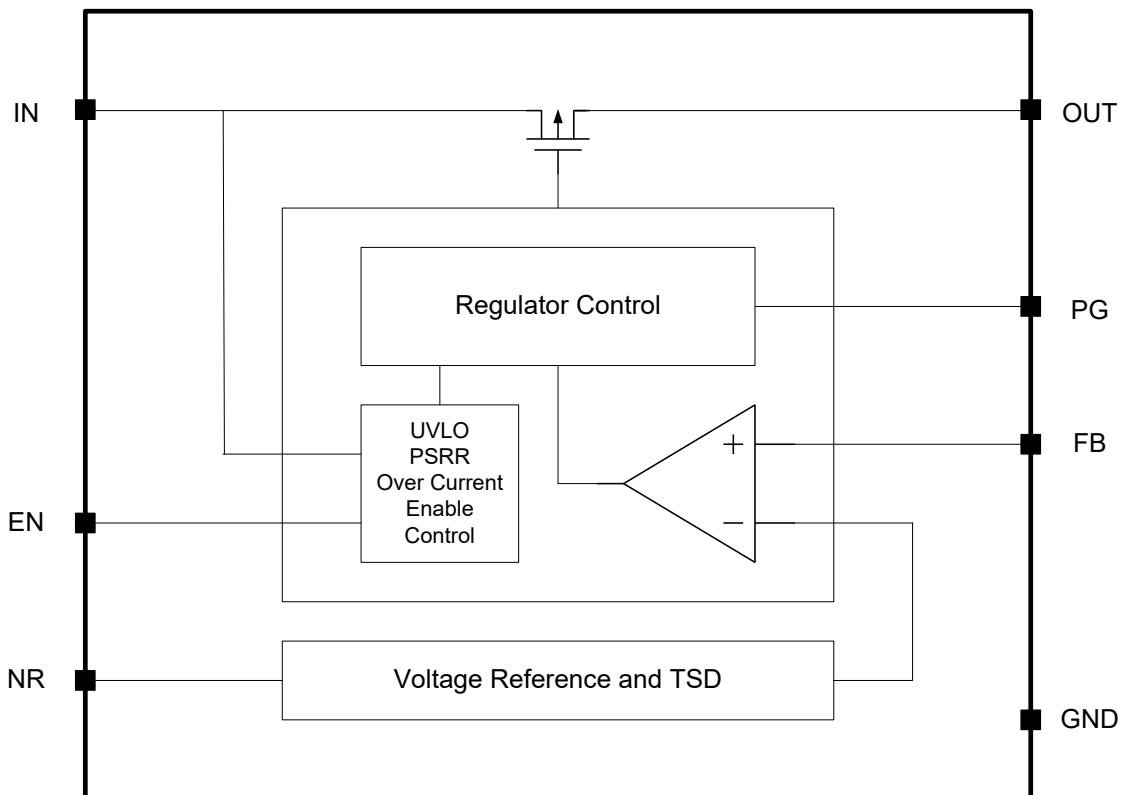 IN
OUT
Regulator Control
PG
UVLO
PSRR
Over Current
Enable
Control
+
−
FB
EN
NR
Voltage Reference and TSD
GND